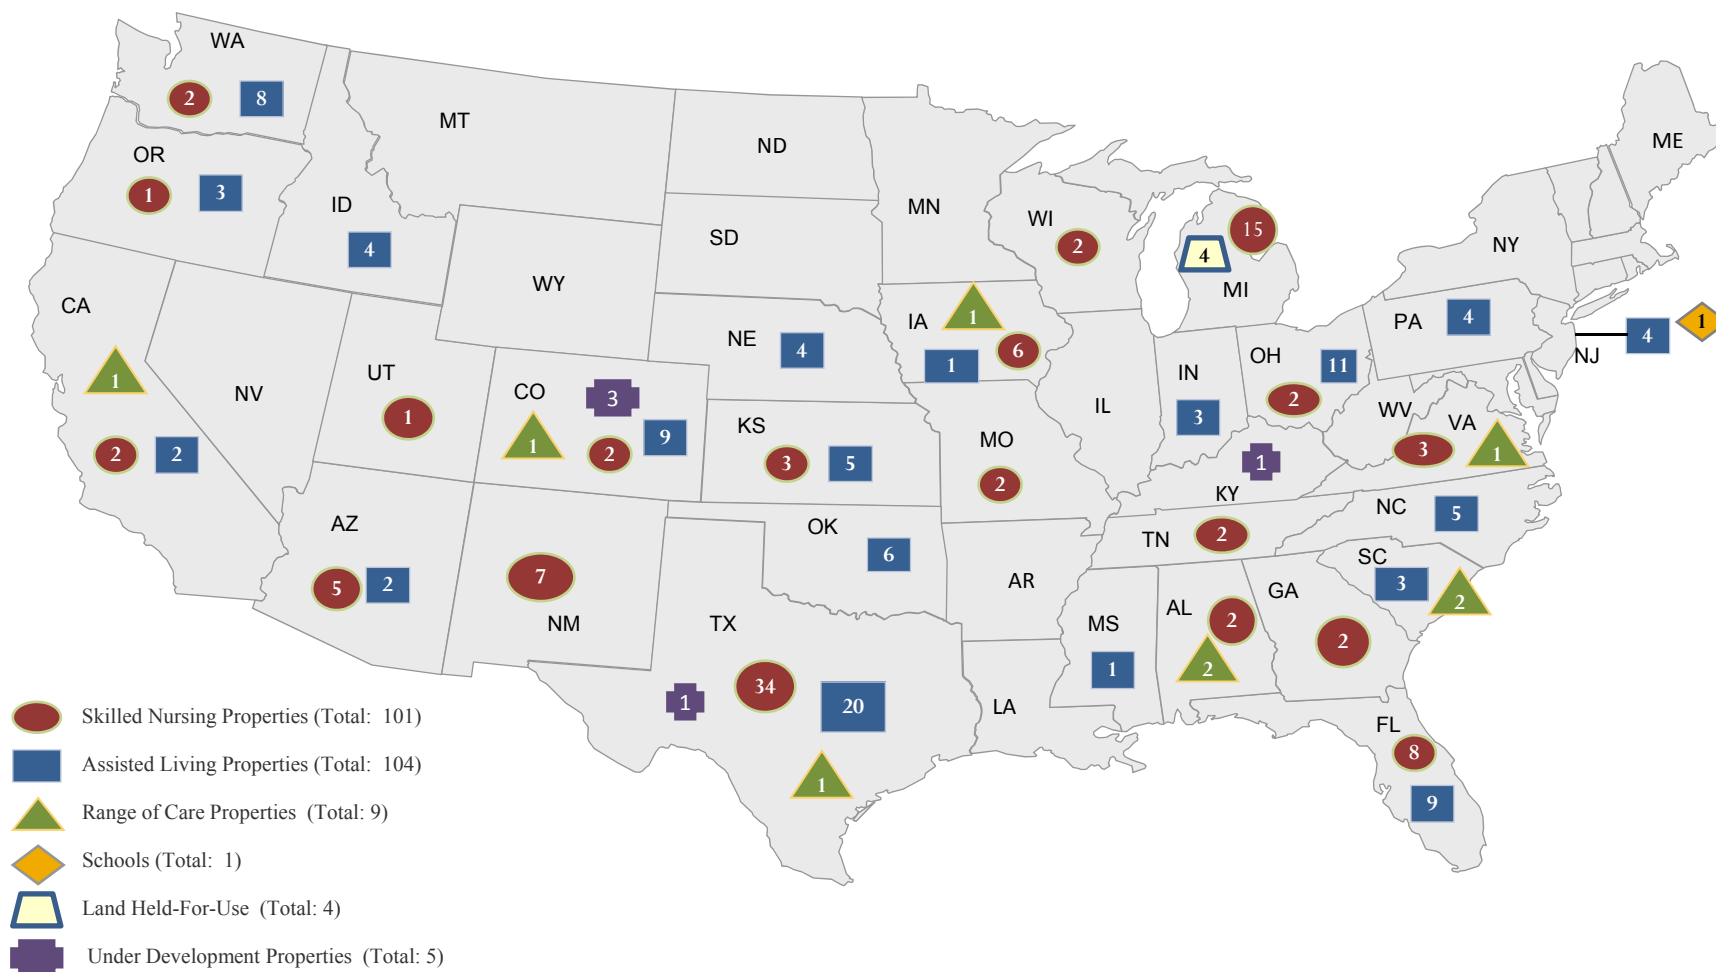 WA
2
8
MT
ND
ME
OR
1
3
ID
4
MN
WI
2
15
4
MI
NY
SD
WY
CA
1
2
2
NV
UT
1
CO
3
1
2
9
NE
4
IA
1
1
6
IL
IN
3
OH
11
2
PA
4
4
1
NJ
KS
3
5
MO
2
KY
1
WV
VA
3
1
AZ
5
2
NM
7
OK
6
AR
TN
2
NC
5
SC
3
2
TX
1
34
20
1
LA
MS
1
AL
2
2
GA
2
FL
8
9
Skilled Nursing Properties (Total: 101)
Assisted Living Properties (Total: 104)
Range of Care Properties (Total: 9)
Schools (Total: 1)
Land Held-For-Use (Total: 4)
Under Development Properties (Total: 5)